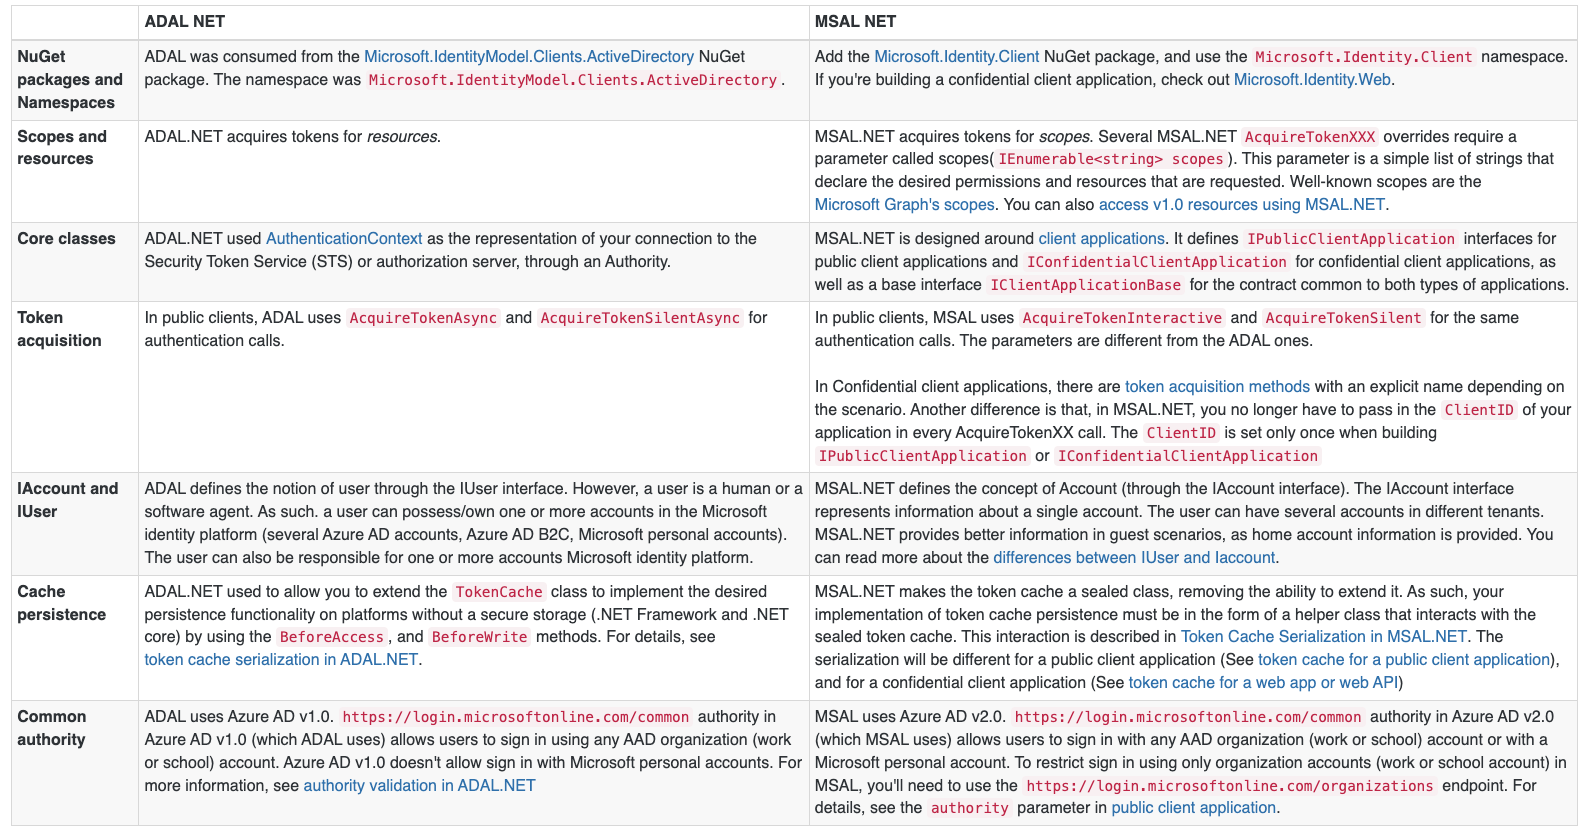 ADAL NET
MSAL NET
NuGet
packages and
Namespaces
ADAL was consumed from the Microsoft.IdentityModel.Clients.ActiveDirectory NuGet
package. The namespace was Microsoft.IdentityModel.Clients.ActiveDirectory .
Add the Microsoft.Identity.Client NuGet package, and use the Microsoft.Identity.Client namespace.
If you're building a confidential client application, check out Microsoft.Identity.Web.
Scopes and
resources
ADAL.NET acquires tokens for resources.
MSAL.NET acquires tokens for scopes. Several MSAL.NET AcquireTokenXXX overrides require a
parameter called scopes( IEnumerable<string> scopes ). This parameter is a simple list of strings that
declare the desired permissions and resources that are requested. Well-known scopes are the
Microsoft Graph's scopes. You can also access v1.0 resources using MSAL.NET.
Core classes
ADAL.NET used AuthenticationContext as the representation of your connection to the
Security Token Service (STS) or authorization server, through an Authority.
MSAL.NET is designed around client applications. It defines IPublicClientApplication interfaces for
public client applications and IConfidentialClientApplication for confidential client applications, as
well as a base interface IClientApplicationBase for the contract common to both types of applications.
Token
acquisition
In public clients, ADAL uses AcquireTokenAsync and AcquireTokenSilentAsync for
authentication calls.
In public clients, MSAL uses AcquireTokenInteractive and AcquireTokenSilent for the same
authentication calls. The parameters are different from the ADAL ones.
In Confidential client applications, there are token acquisition methods with an explicit name depending on
the scenario. Another difference is that, in MSAL.NET, you no longer have to pass in the ClientID of your
application in every AcquireTokenXX call. The ClientID is set only once when building
IPublicClientApplication or IConfidentialClientApplication
IAccount and
IUser
ADAL defines the notion of user through the IUser interface. However, a user is a human or a
software agent. As such. a user can possess/own one or more accounts in the Microsoft
identity platform (several Azure AD accounts, Azure AD B2C, Microsoft personal accounts).
The user can also be responsible for one or more accounts Microsoft identity platform.
MSAL.NET defines the concept of Account (through the IAccount interface). The IAccount interface
represents information about a single account. The user can have several accounts in different tenants.
MSAL.NET provides better information in guest scenarios, as home account information is provided. You
can read more about the differences between IUser and Iaccount.
Cache
persistence
ADAL.NET used to allow you to extend the TokenCache class to implement the desired
persistence functionality on platforms without a secure storage (.NET Framework and .NET
core) by using the BeforeAccess , and BeforeWrite methods. For details, see
token cache serialization in ADAL.NET.
MSAL.NET makes the token cache a sealed class, removing the ability to extend it. As such, your
implementation of token cache persistence must be in the form of a helper class that interacts with the
sealed token cache. This interaction is described in Token Cache Serialization in MSAL.NET. The
serialization will be different for a public client application (See token cache for a public client application),
and for a confidential client application (See token cache for a web app or web API)
Common
authority
ADAL uses Azure AD v1.0. https://login.microsoftonline.com/common authority in
Azure AD v1.0 (which ADAL uses) allows users to sign in using any AAD organization (work
or school) account. Azure AD v1.0 doesn't allow sign in with Microsoft personal accounts. For
more information, see authority validation in ADAL.NET
MSAL uses Azure AD v2.0. https://login.microsoftonline.com/common authority in Azure AD v2.0
(which MSAL uses) allows users to sign in with any AAD organization (work or school) account or with a
Microsoft personal account. To restrict sign in using only organization accounts (work or school account) in
MSAL, you'll need to use the https://login.microsoftonline.com/organizations endpoint. For
details, see the authority parameter in public client application.